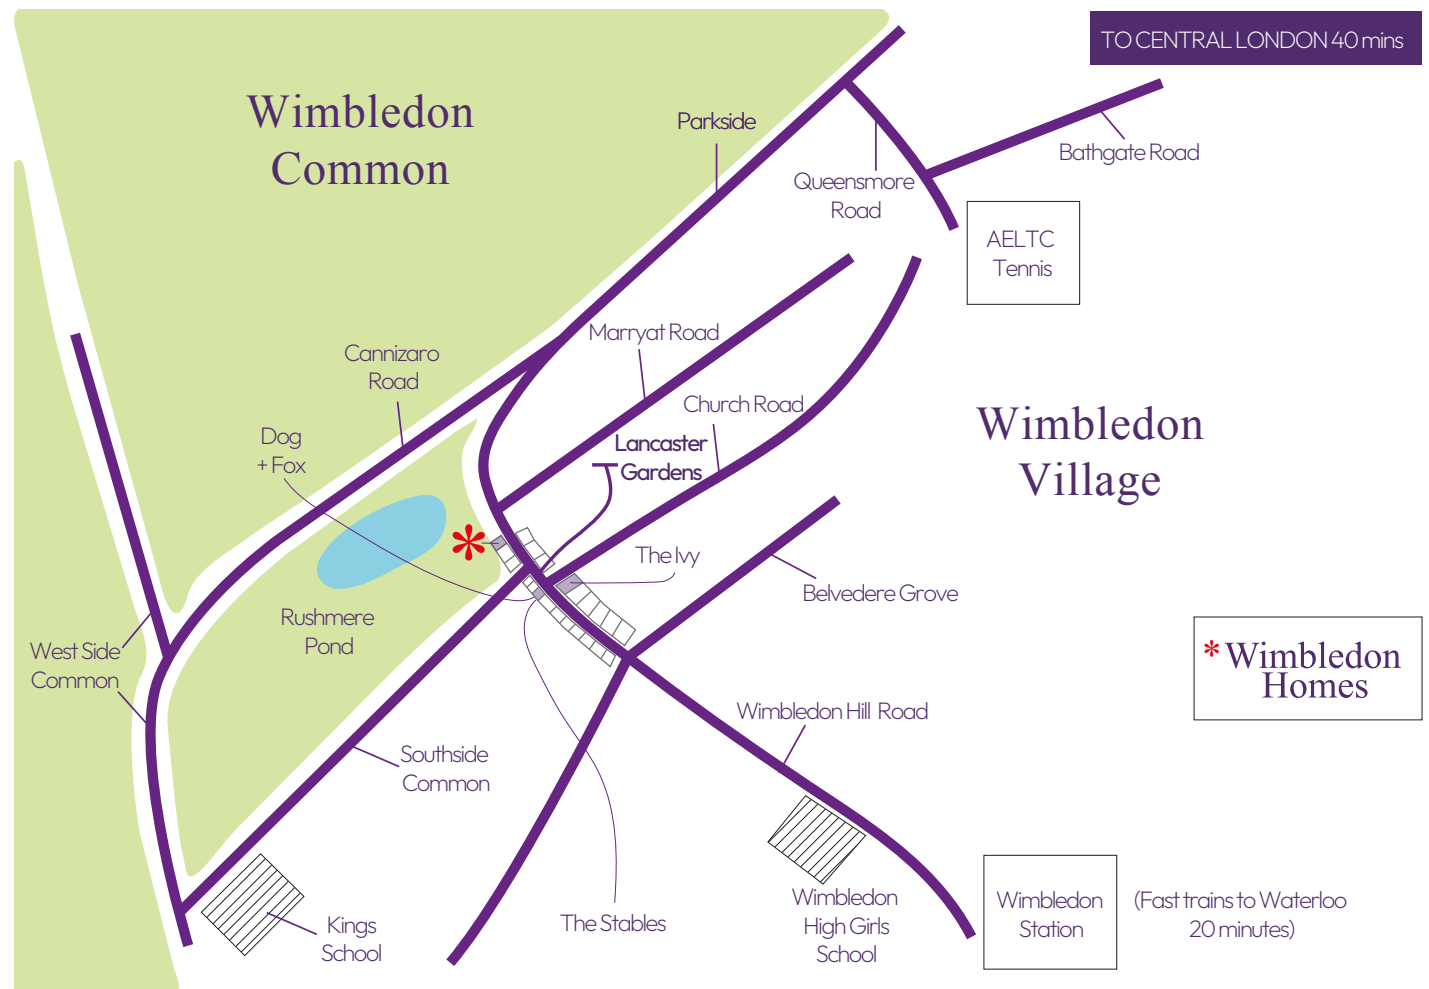 TO CENTRAL LONDON 40 mins
Wimbledon
Common
Parkside
Bathgate Road
Queensmore
Road
AELTC
Tennis
Marryat Road
Cannizaro
Road
Church Road
Dog
+ Fox
Lancaster
Gardens
Wimbledon
Village
*
The Ivy
Belvedere Grove
Rushmere
Pond
West Side
Common
* Wimbledon
Homes
Wimbledon Hill Road
Southside
Common
Kings
School
The Stables
Wimbledon
High Girls
School
Wimbledon
Station
(Fast trains to Waterloo
20 minutes)